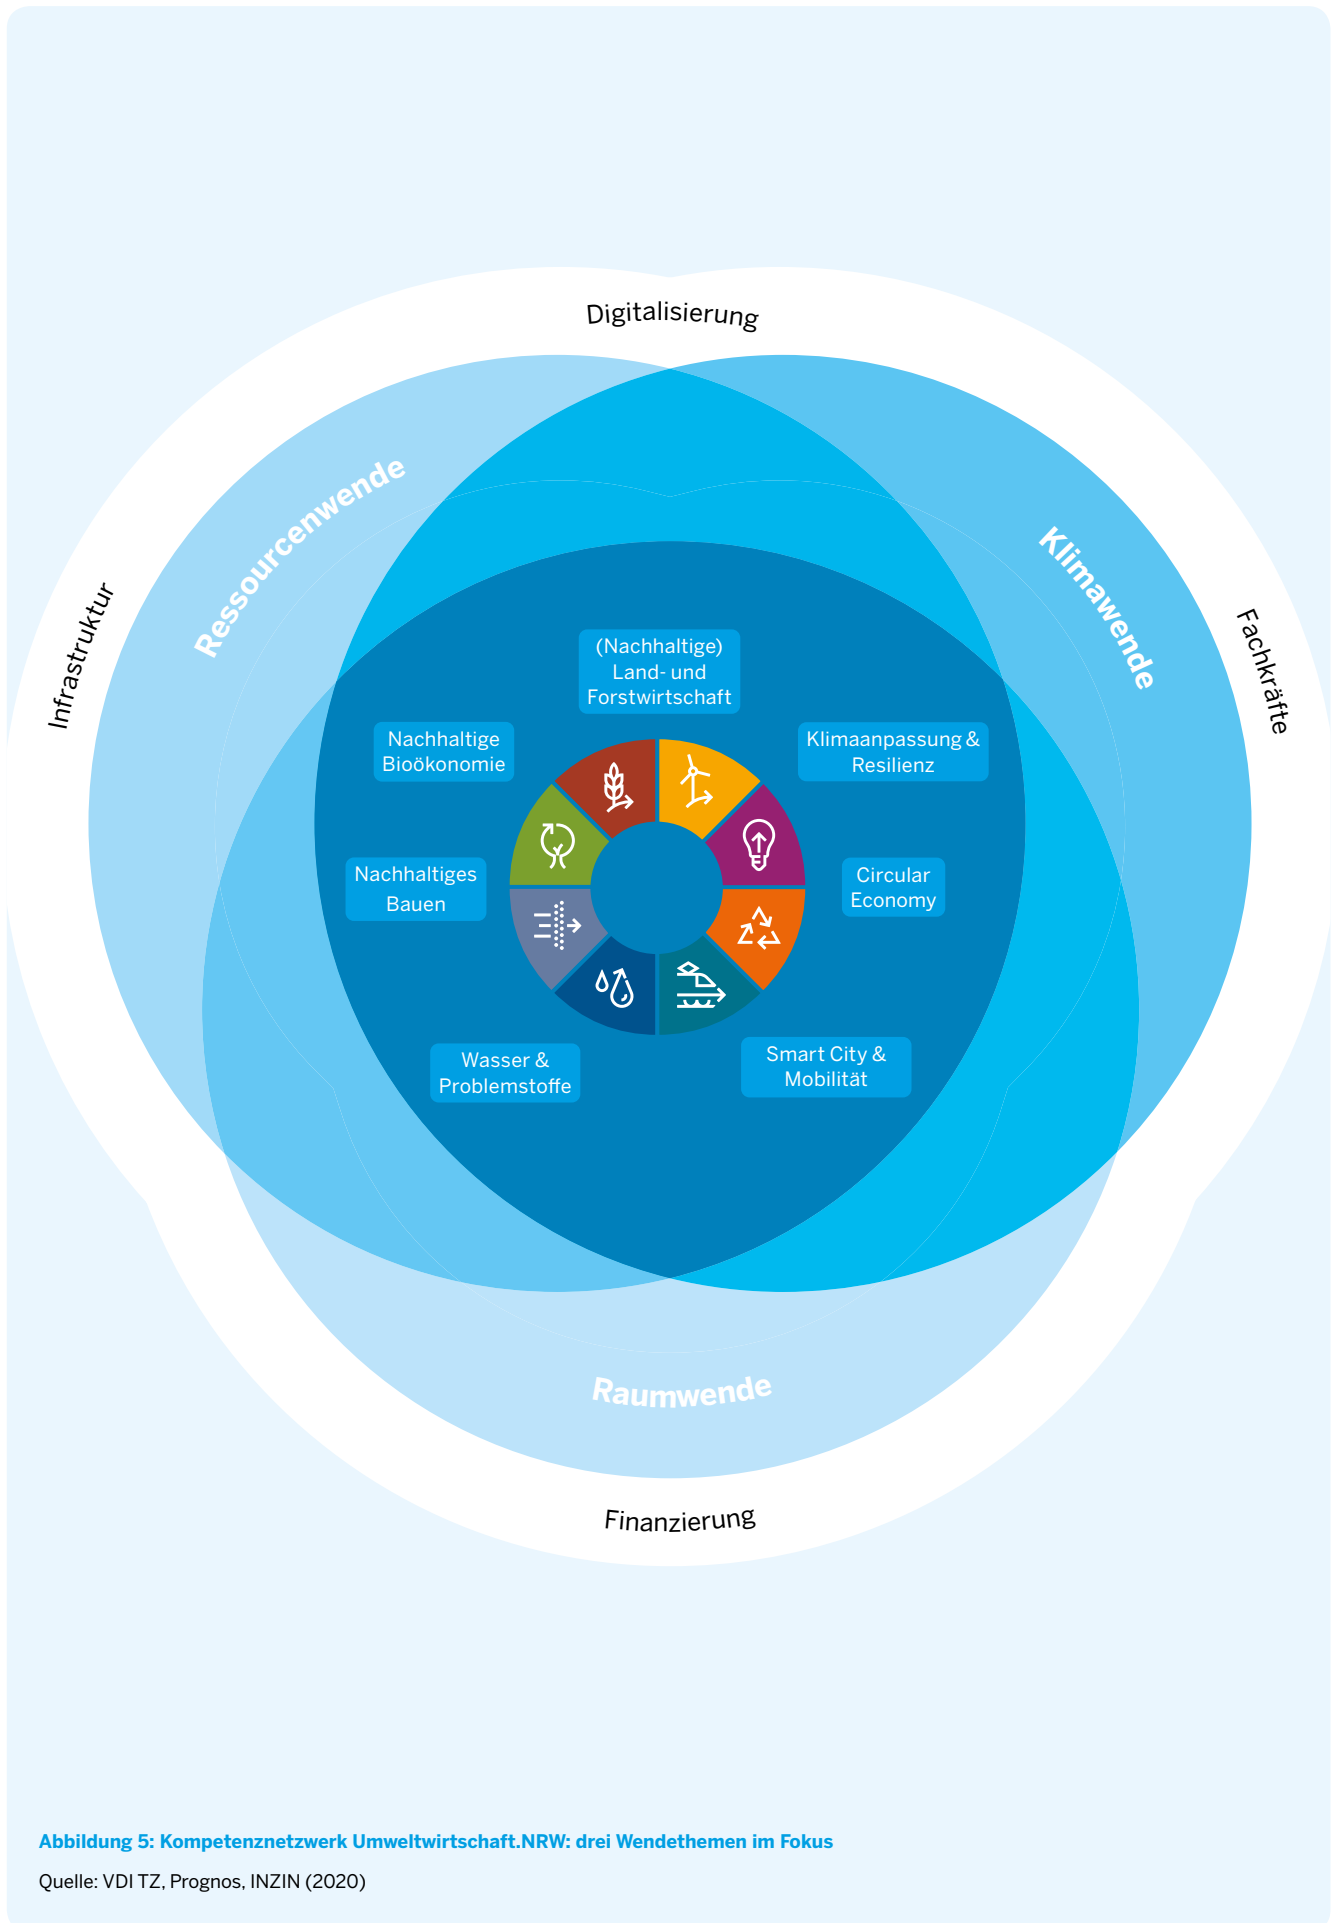 Digitalisierung
Ressourcenwende
Klimawende
Infrastruktur
Fachkräfte
(Nachhaltige)
Land- und
Forstwirtschaft
Nachhaltige
Bioökonomie
Klimaanpassung &
Resilienz
Nachhaltiges
Bauen
Circular
Economy
Wasser &
Problemstoffe
Smart City &
Mobilität
Raumwende
Finanzierung
Abbildung 5: Kompetenznetzwerk Umweltwirtschaft.NRW: drei Wendethemen im Fokus
Quelle: VDI TZ, Prognos, INZIN (2020)